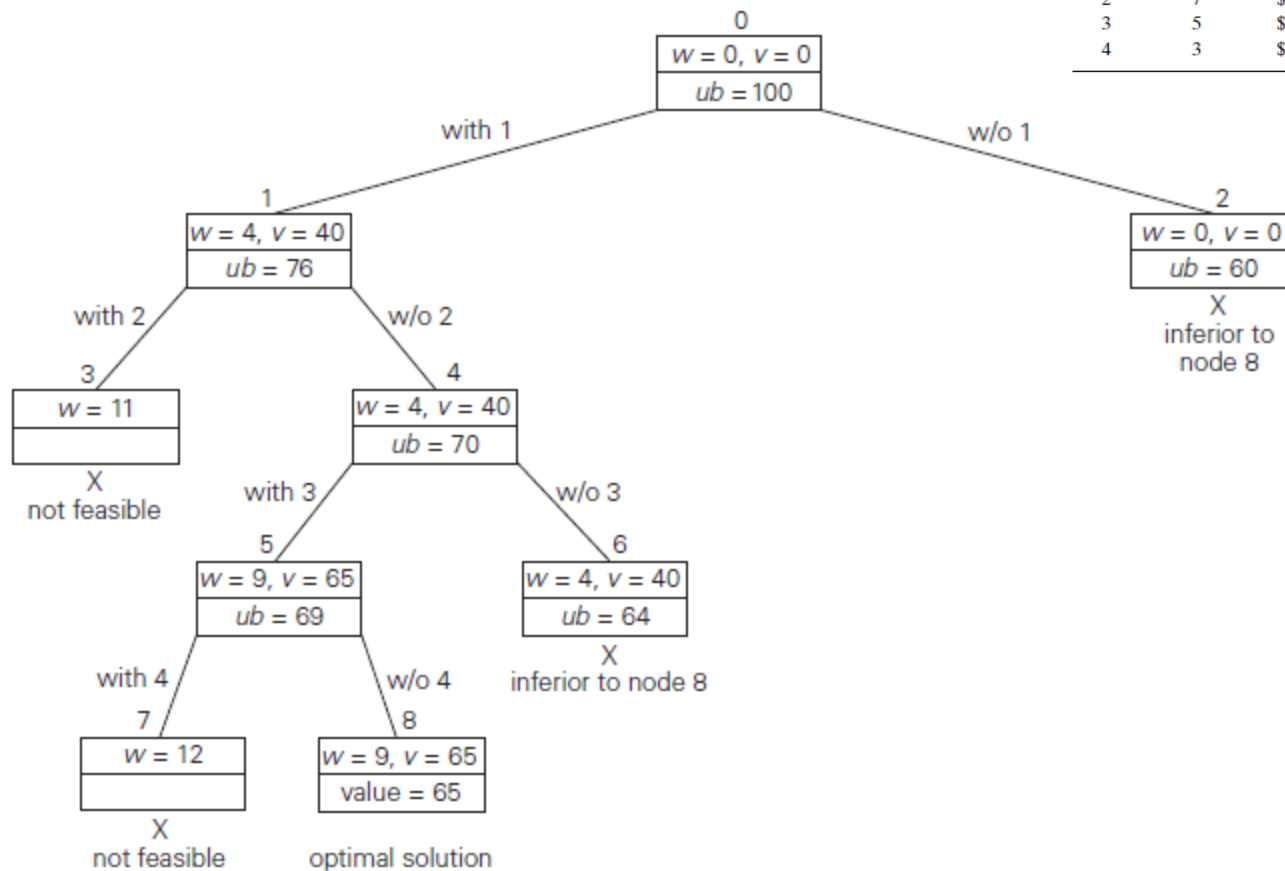 2 7 $
3 5 $
4 3 $
0
w = 0, v = 0
ub = 100
with 1
w/o 1
1
2
w = 4, v = 40
w = 0, v = 0
ub = 76
ub = 60
X
inferior to
node 8
with 2
w/o 2
3
4
w = 11
w = 4, v = 40
ub = 70
X
not feasible
with 3
w/o 3
5
6
w = 9, v = 65
w = 4, v = 40
ub = 69
ub = 64
X
inferior to node 8
with 4
w/o 4
7
8
w = 12
w = 9, v = 65
value = 65
X
not feasible
optimal solution